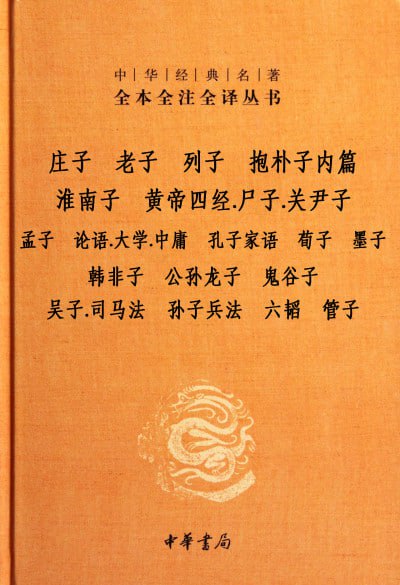 中华经典名著
全本全注全译丛书
庄子 老子 列子 抱朴子内篇
淮南子 黄帝四经.尸子.关尹子
孟子 论语.大学.中庸 孔子家语 荀子 墨子
韩非子 公孙龙子 鬼谷子
吴子.司马法 孙子兵法 六韬 管子
中華書局